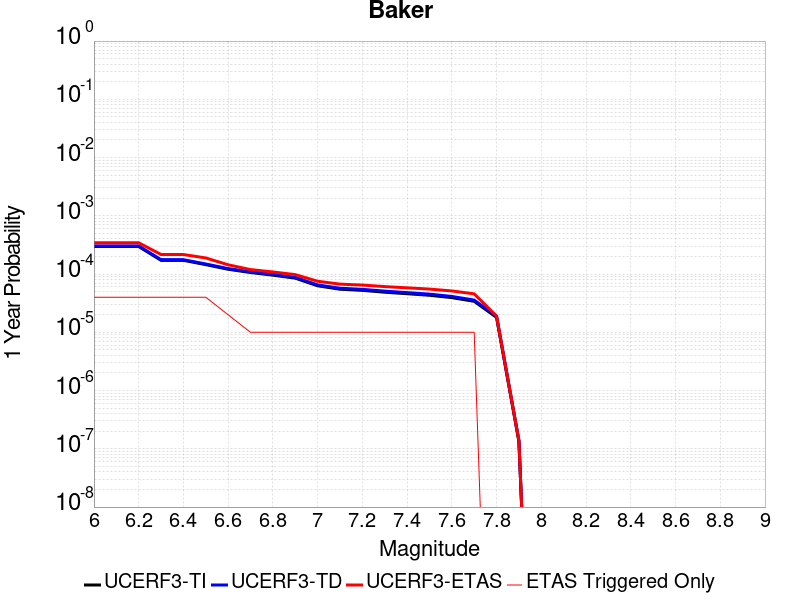 Baker
10^0
10^-1
10^-2
10^-3
10^-4
10^-5
10^-6
10^-7
10^-8
1 Year Probability
6 6.2 6.4 6.6 6.8 7 7.2 7.4 7.6 7.8 8 8.2 8.4 8.6 8.8 9
Magnitude
UCERF3-TI UCERF3-TD UCERF3-ETAS ETAS Triggered Only